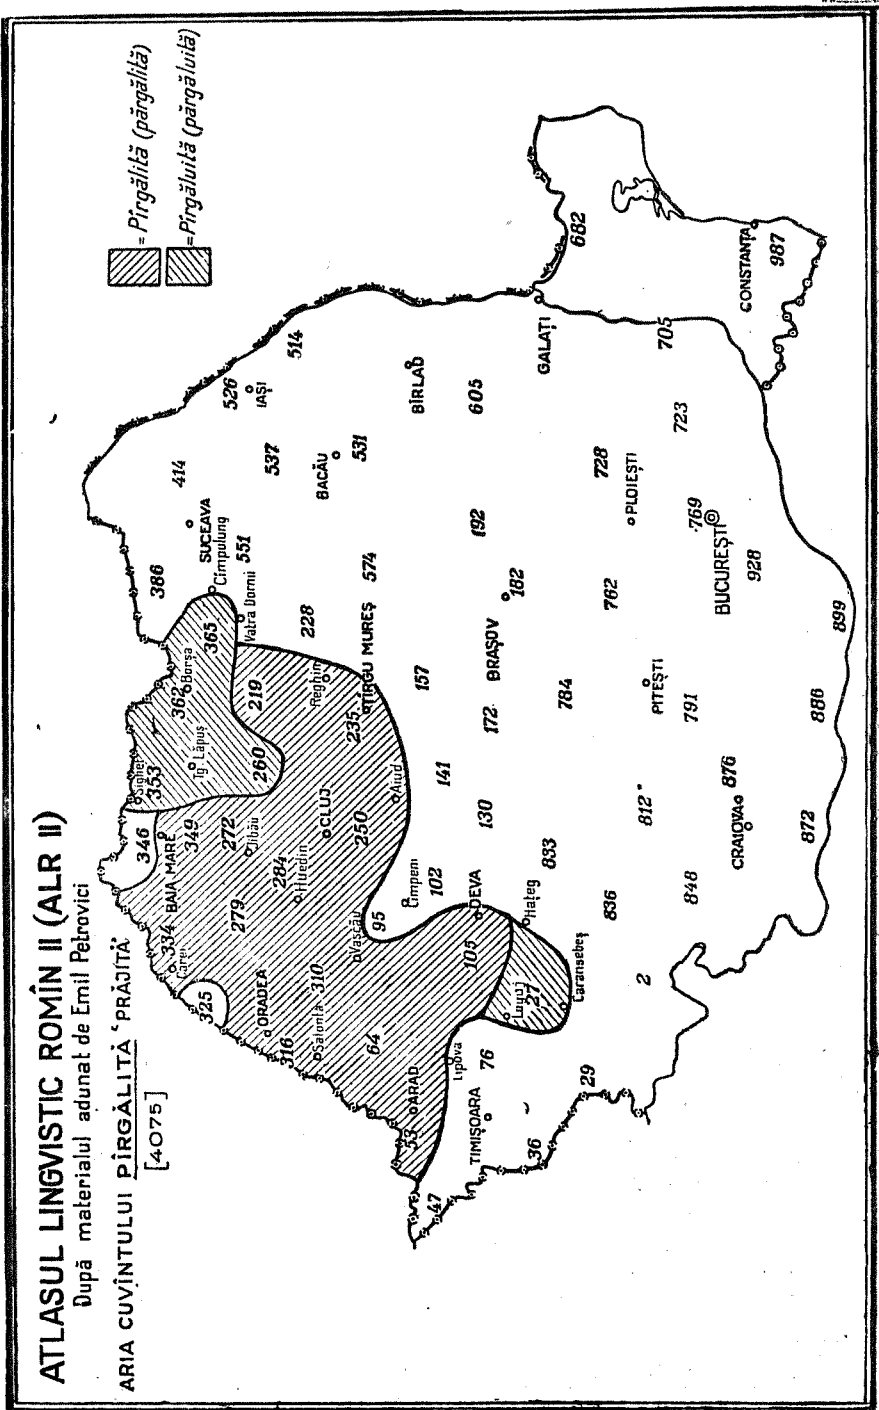 ATLASUL LINGVISTIC ROMÎN II (ALR II)
După materialul adunat de Emil Petrovici
ARIA CUVÎNTULUI PÎRGĂLITĂ ‘PRĂJITĂ’
[4075]
= Pîrgălită (părgălită)
= Pîrgăluită (părgăluită)
386
414
SUCEAVA
Cîmpulung
551
Vatra Dornii
365
Borșa
362
Sighet
353
Tg. Lăpuș
346
BAIA MARE
349
334
Carei
325
526
IAȘI
514
537
BACĂU
531
BÎRLAD
605
574
228
TÎRGU MUREȘ
Reghin
235
219
260
272
Jibău
279
284
Huedin
CLUJ
250
Aiud
ORADEA
316
Salonta
310
Vașcău
64
95
Cîmpeni
102
141
157
192
182
BRAȘOV
172
130
DEVA
105
Hațeg
833
Lugoj
27
Caransebeș
ARAD
53
Lipova
76
TIMIȘOARA
47
36
29
2
GALAȚI
682
705
CONSTANȚA
987
723
728
PLOIEȘTI
769
BUCUREȘTI
928
762
784
PITEȘTI
791
812
876
CRAIOVA
836
848
872
886
899